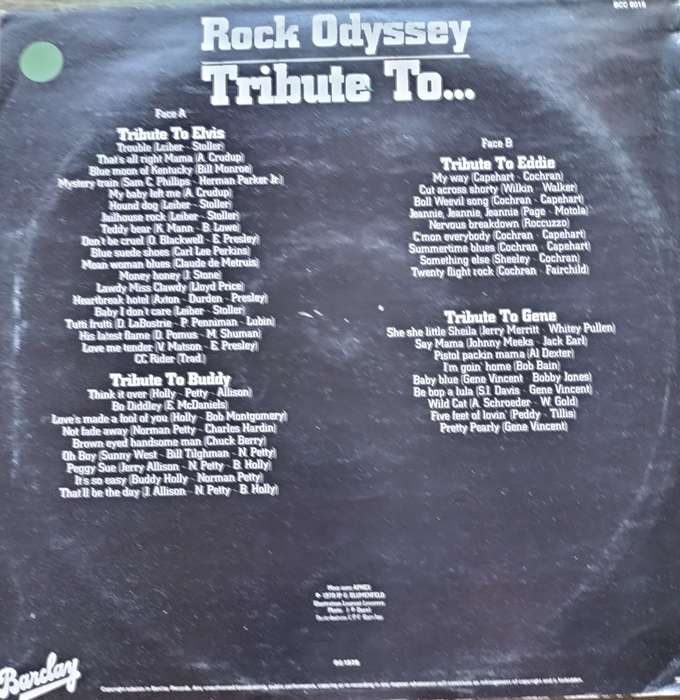 BCC 9015
Rock Odyssey
Tribute To...
Face A
Tribute To Elvis
Trouble (Leiber - Stoller)
That's all right Mama (A. Crudup)
Blue moon of Kentucky (Bill Monroe)
Mystery train (Sam C. Phillips - Herman Parker Jr.)
My baby left me (A. Crudup)
Hound dog (Leiber - Stoller)
Jailhouse rock (Leiber - Stoller)
Teddy bear (K. Mann - B. Lowe)
Don't be cruel (O. Blackwell - E. Presley)
Blue suede shoes (Carl Lee Perkins)
Mean woman blues (Claude de Metruis)
Money honey (J. Stone)
Lawdy Miss Clawdy (Lloyd Price)
Heartbreak hotel (Axton - Durden - Presley)
Baby I don't care (Leiber - Stoller)
Tutti frutti (D. LaBostrie - P. Penniman - Lubin)
His latest flame (D. Pomus - M. Shuman)
Love me tender (V. Matson - E. Presley)
CC Rider (Trad.)
Tribute To Buddy
Think it over (Holly - Petty - Allison)
Bo Diddley (E. McDaniels)
Love's made a fool of you (Holly - Bob Montgomery)
Not fade away (Norman Petty - Charles Hardin)
Brown eyed handsome man (Chuck Berry)
Oh Boy (Sunny West - Bill Tilghman - N. Petty)
Peggy Sue (Jerry Allison - N. Petty - B. Holly)
It's so easy (Buddy Holly - Norman Petty)
That'll be the day (J. Allison - N. Petty - B. Holly)
Face B
Tribute To Eddie
My way (Capehart - Cochran)
Cut across shorty (Wilkin - Walker)
Boll Weevil song (Cochran - Capehart)
Jeannie, Jeannie, Jeannie (Page - Motola)
Nervous breakdown (Roccuzzo)
C'mon everybody (Cochran - Capehart)
Summertime blues (Cochran - Capehart)
Something else (Sheeley - Cochran)
Twenty flight rock (Cochran - Fairchild)
Tribute To Gene
She she little Sheila (Jerry Merritt - Whitey Pullen)
Say Mama (Johnny Meeks - Jack Earl)
Pistol packin mama (Al Dexter)
I'm goin' home (Bob Bain)
Baby blue (Gene Vincent - Bobby Jones)
Be bop a lula (S.I. Davis - Gene Vincent)
Wild Cat (A. Schroeder - W. Gold)
Five feet of lovin' (Peddy - Tillis)
Pretty Pearly (Gene Vincent)
APHEX
℗ 1979 IP G. BLUMENFELD
Illustration Laurent
Photo J.P.
Distribution C.P.F. Barclay
Barclay